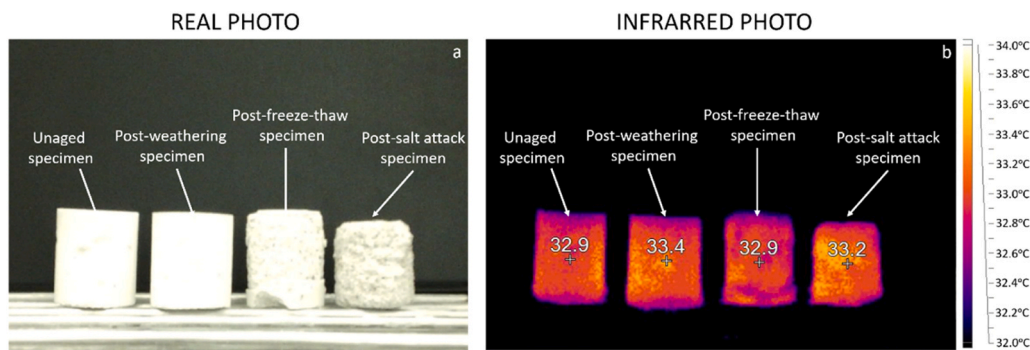 REAL PHOTO
a
Unaged
specimen
Post-weathering
specimen
Post-freeze-thaw
specimen
Post-salt attack
specimen
INFRARRED PHOTO
b
Unaged
specimen
Post-weathering
specimen
Post-freeze-thaw
specimen
Post-salt attack
specimen
32.9
33.4
32.9
33.2
34.0°C
33.8°C
33.6°C
33.4°C
33.2°C
33.0°C
32.8°C
32.6°C
32.4°C
32.2°C
32.0°C